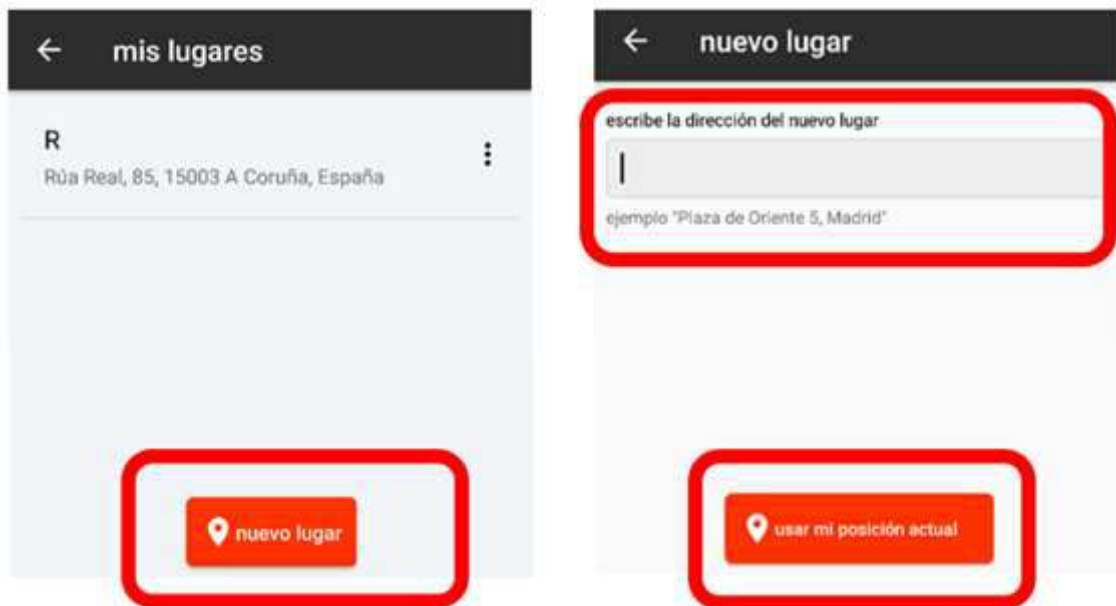 mis lugares
R
Rúa Real, 85, 15003 A Coruña, España
nuevo lugar
nuevo lugar
escribe la dirección del nuevo lugar
ejemplo "Plaza de Oriente 5, Madrid"
usar mi posición actual